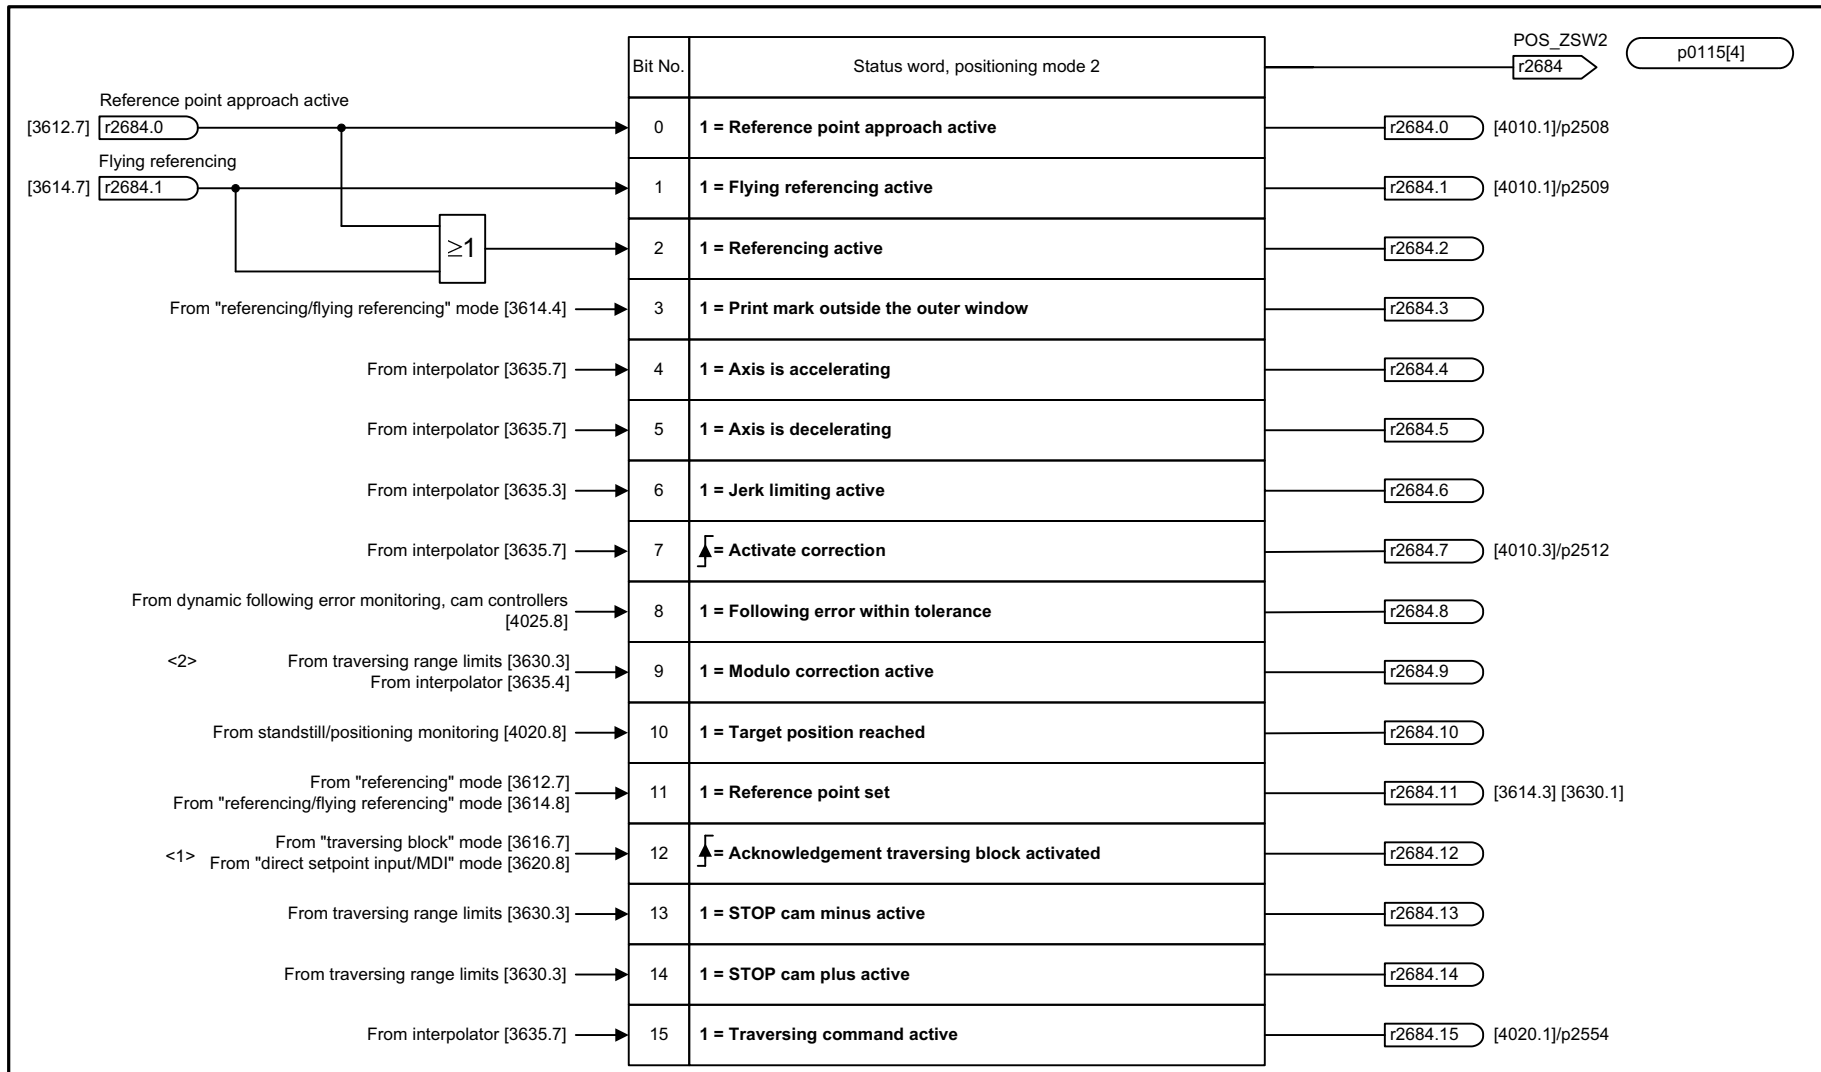 POS_ZSW2
Bit No.
Status word, positioning mode 2
r2684
p0115[4]
Reference point approach active
[3612.7] r2684.0
0
1 = Reference point approach active
r2684.0 [4010.1]/p2508
Flying referencing
[3614.7] r2684.1
1
1 = Flying referencing active
r2684.1 [4010.1]/p2509
≥1
2
1 = Referencing active
r2684.2
From "referencing/flying referencing" mode [3614.4]
3
1 = Print mark outside the outer window
r2684.3
From interpolator [3635.7]
4
1 = Axis is accelerating
r2684.4
From interpolator [3635.7]
5
1 = Axis is decelerating
r2684.5
From interpolator [3635.3]
6
1 = Jerk limiting active
r2684.6
From interpolator [3635.7]
7
= Activate correction
r2684.7 [4010.3]/p2512
From dynamic following error monitoring, cam controllers
[4025.8]
8
1 = Following error within tolerance
r2684.8
<2> From traversing range limits [3630.3]
From interpolator [3635.4]
9
1 = Modulo correction active
r2684.9
From standstill/positioning monitoring [4020.8]
10
1 = Target position reached
r2684.10
From "referencing" mode [3612.7]
From "referencing/flying referencing" mode [3614.8]
11
1 = Reference point set
r2684.11 [3614.3] [3630.1]
From "traversing block" mode [3616.7]
<1> From "direct setpoint input/MDI" mode [3620.8]
12
= Acknowledgement traversing block activated
r2684.12
From traversing range limits [3630.3]
13
1 = STOP cam minus active
r2684.13
From traversing range limits [3630.3]
14
1 = STOP cam plus active
r2684.14
From interpolator [3635.7]
15
1 = Traversing command active
r2684.15 [4020.1]/p2554